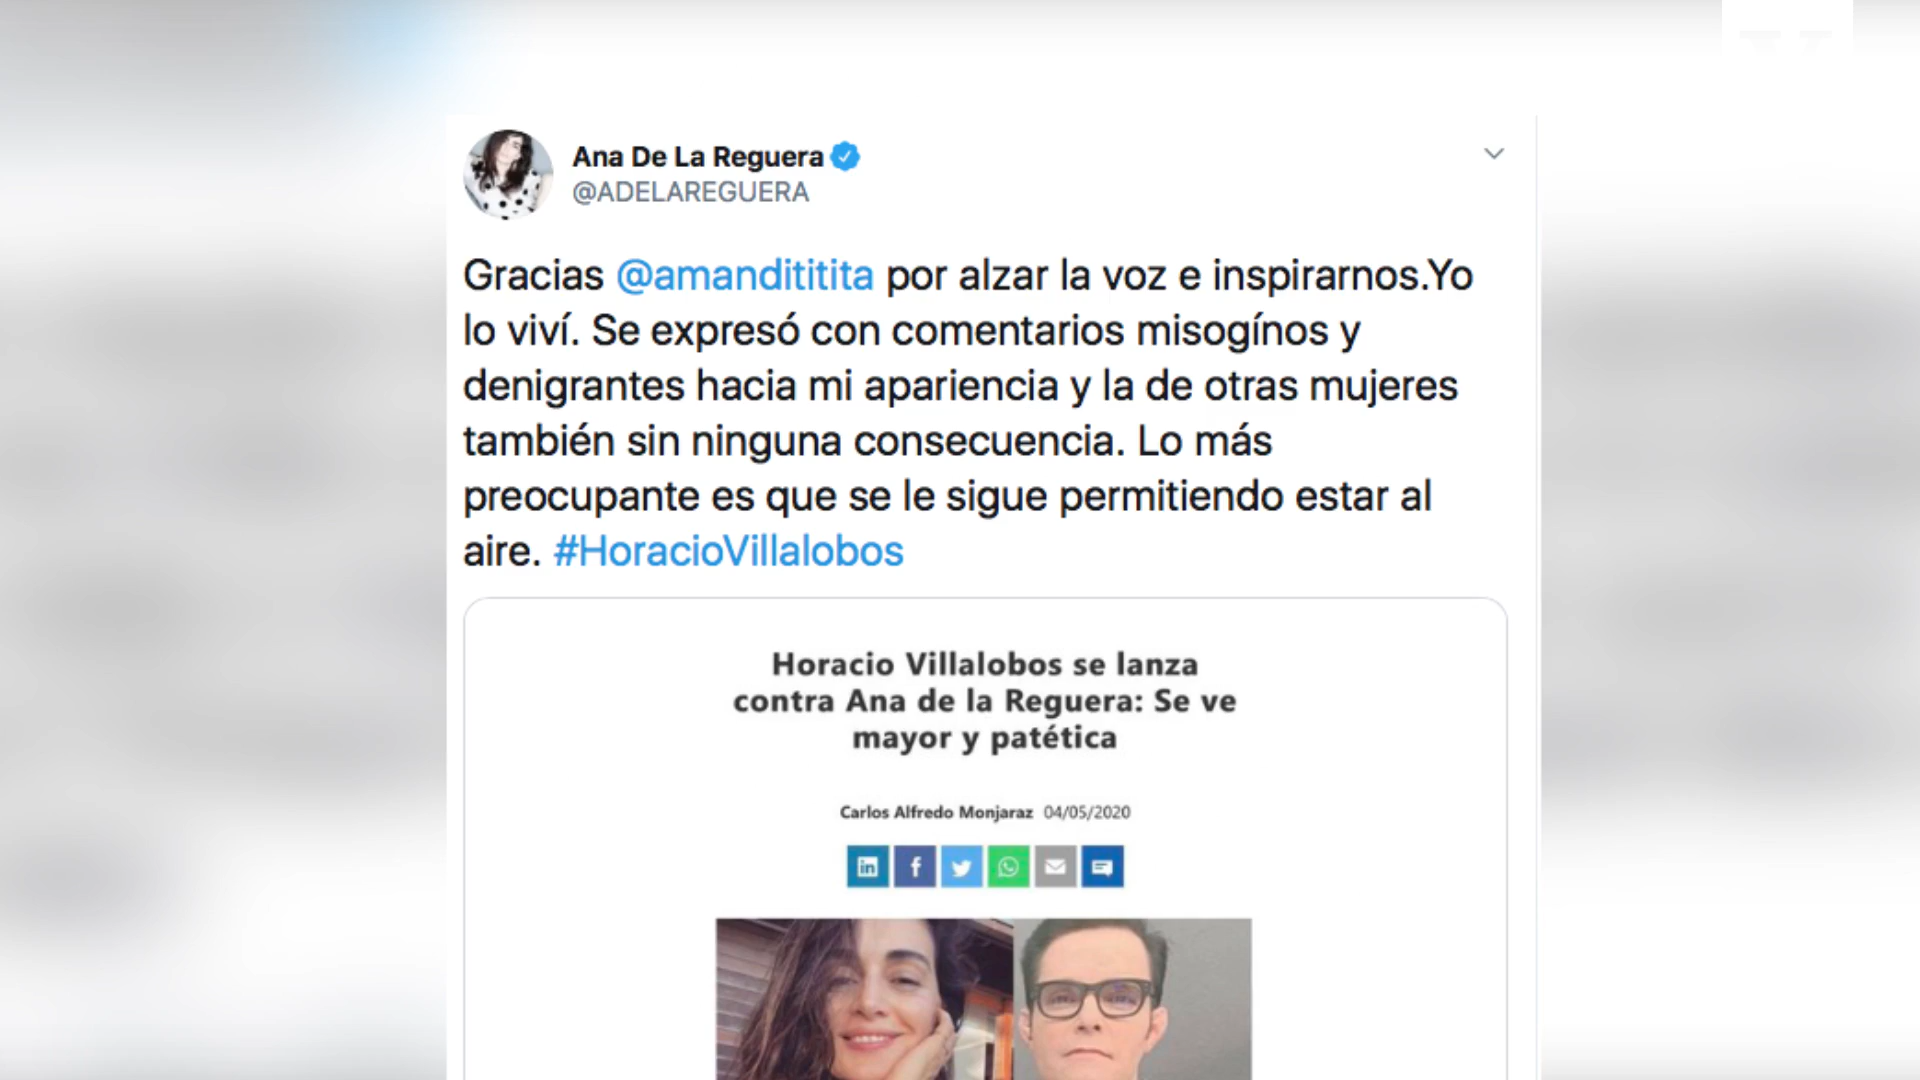 Ana De La Reguera
@ADELAREGUERA
Gracias @amandititita por alzar la voz e inspirarnos.Yo
lo viví. Se expresó con comentarios misogínos y
denigrantes hacia mi apariencia y la de otras mujeres
también sin ninguna consecuencia. Lo más
preocupante es que se le sigue permitiendo estar al
aire. #HoracioVillalobos
Horacio Villalobos se lanza
contra Ana de la Reguera: Se ve
mayor y patética
Carlos Alfredo Monjaraz 04/05/2020